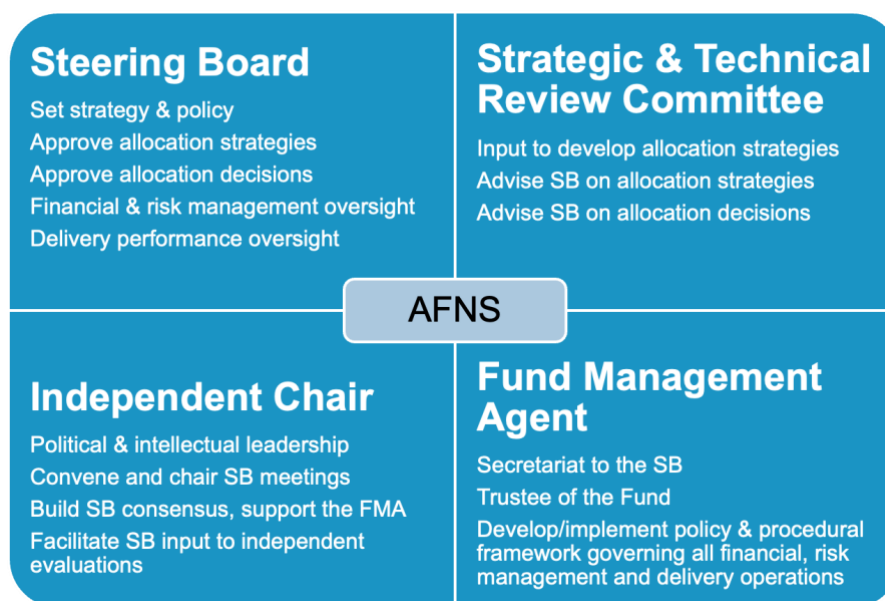 Steering Board
Set strategy & policy
Approve allocation strategies
Approve allocation decisions
Financial & risk management oversight
Delivery performance oversight
Strategic & Technical
Review Committee
Input to develop allocation strategies
Advise SB on allocation strategies
Advise SB on allocation decisions
AFNS
Independent Chair
Political & intellectual leadership
Convene and chair SB meetings
Build SB consensus, support the FMA
Facilitate SB input to independent
evaluations
Fund Management
Agent
Secretariat to the SB
Trustee of the Fund
Develop/implement policy & procedural
framework governing all financial, risk
management and delivery operations